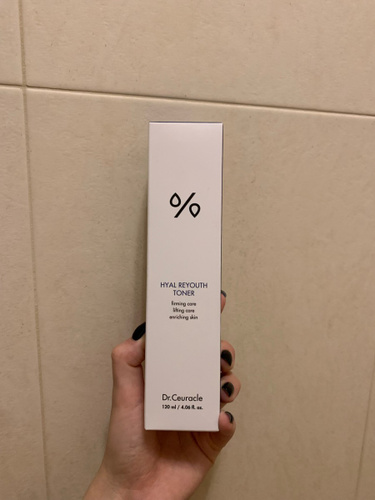 %
HYAL REYOUTH
TONER
firming care
lifting care
enriching skin
Dr.Ceuracle
120 ml / 4.06 fl. oz.